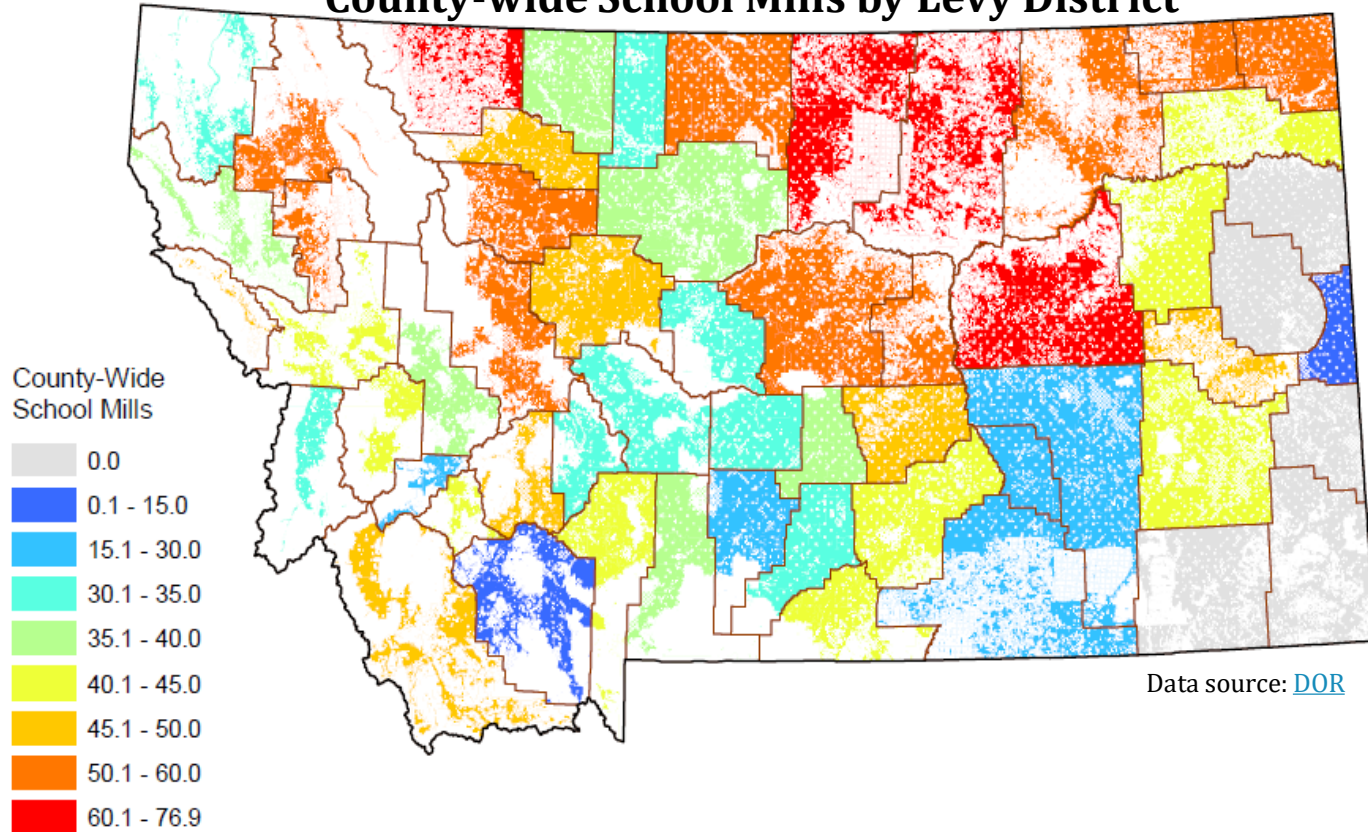 County-wide School Mills by Levy District
County-Wide
School Mills
0.0
0.1 - 15.0
15.1 - 30.0
30.1 - 35.0
35.1 - 40.0
40.1 - 45.0
45.1 - 50.0
50.1 - 60.0
60.1 - 76.9
Data source: DOR